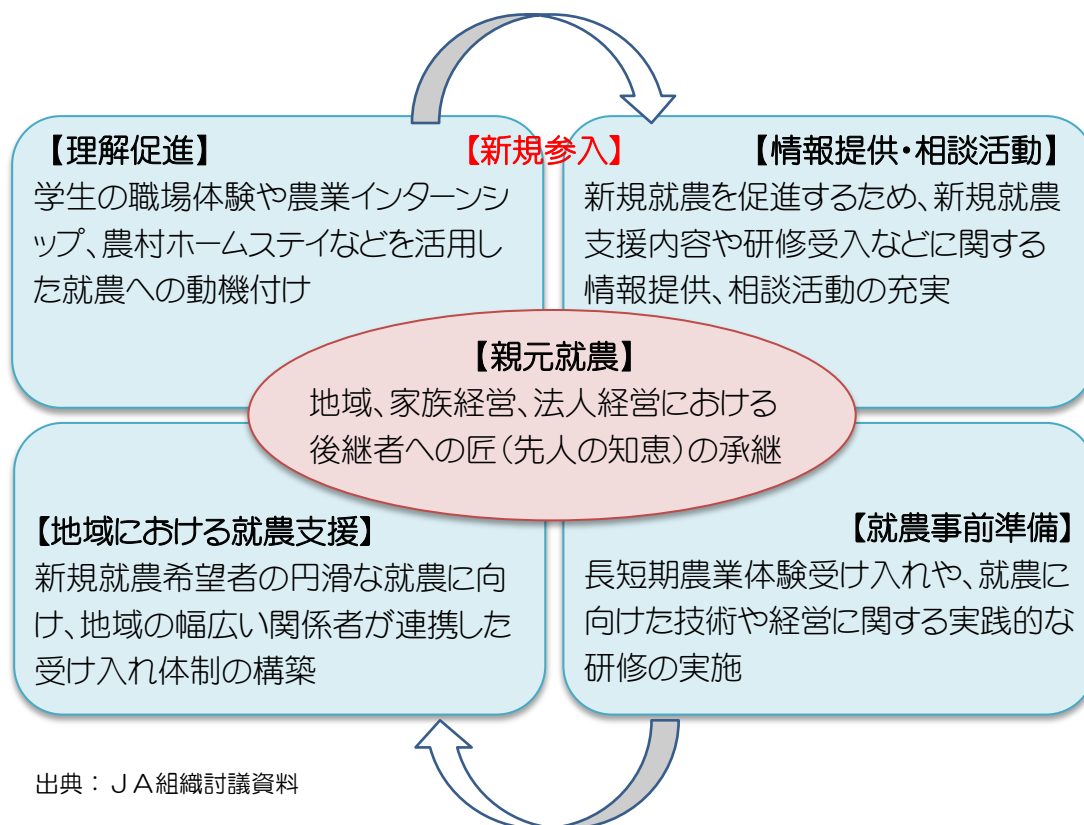 【理解促進】
学生の職場体験や農業インターンシ
ップ、農村ホームステイなどを活用し
た就農への動機付け
【新規参入】
【情報提供・相談活動】
新規就農を促進するため、新規就農
支援内容や研修受入などに関する
情報提供、相談活動の充実
【親元就農】
地域、家族経営、法人経営における
後継者への匠(先人の知恵)の承継
【地域における就農支援】
新規就農希望者の円滑な就農に向
け、地域の幅広い関係者が連携した
受け入れ体制の構築
【就農事前準備】
長短期農業体験受け入れや、就農に
向けた技術や経営に関する実践的な
研修の実施
出典：ＪＡ組織討議資料